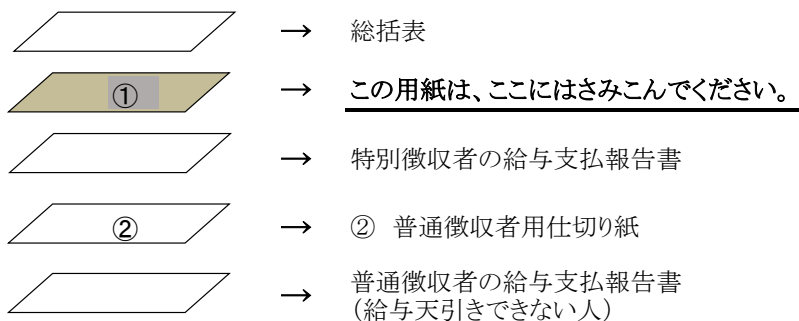 → 総括表
① → この用紙は、ここにはさみこんでください。
→ 特別徴収者の給与支払報告書
② → ② 普通徴収者用仕切り紙
→ 普通徴収者の給与支払報告書
（給与天引きできない人）